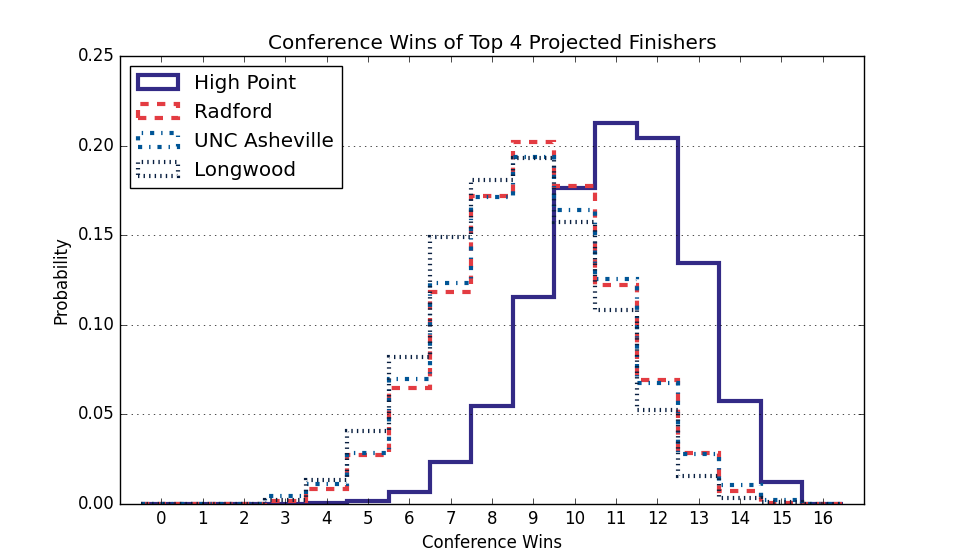 Conference Wins of Top 4 Projected Finishers
0.25
0.20
0.15
0.10
0.05
0.00
Probability
High Point
Radford
UNC Asheville
Longwood
0 1 2 3 4 5 6 7 8 9 10 11 12 13 14 15 16
Conference Wins